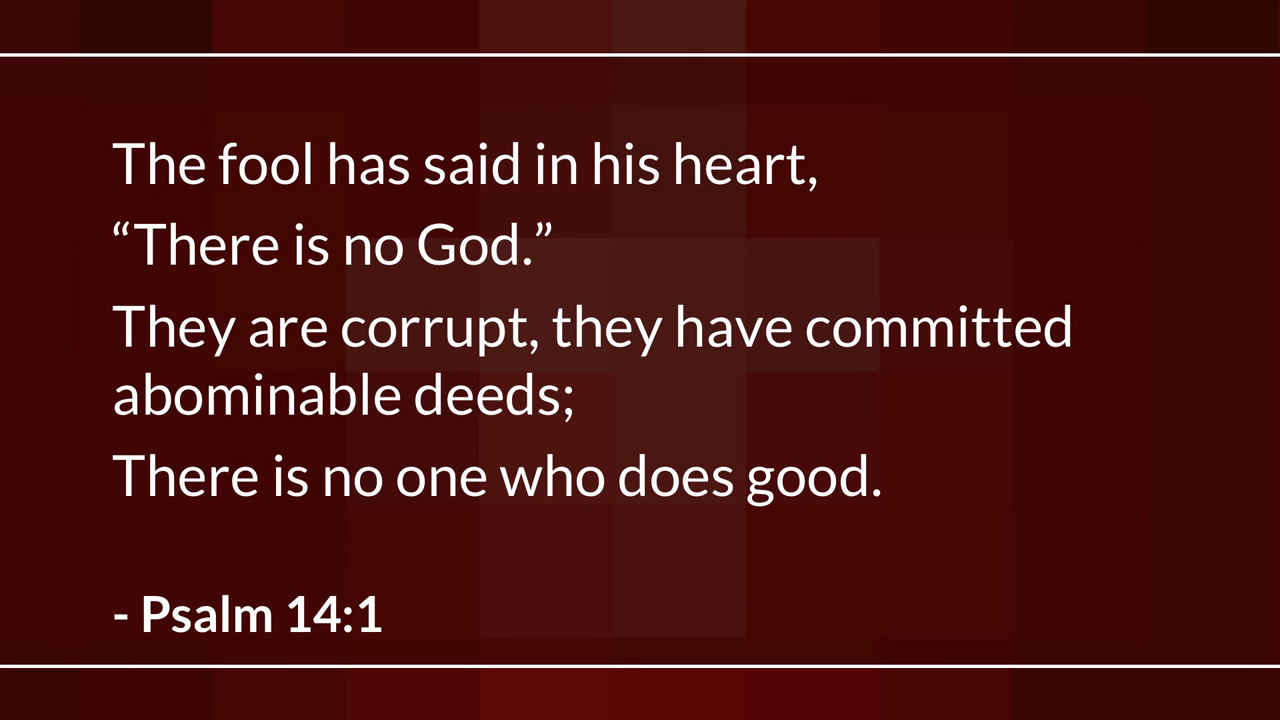 The fool has said in his heart,
“There is no God.”
They are corrupt, they have committed
abominable deeds;
There is no one who does good.
- Psalm 14:1